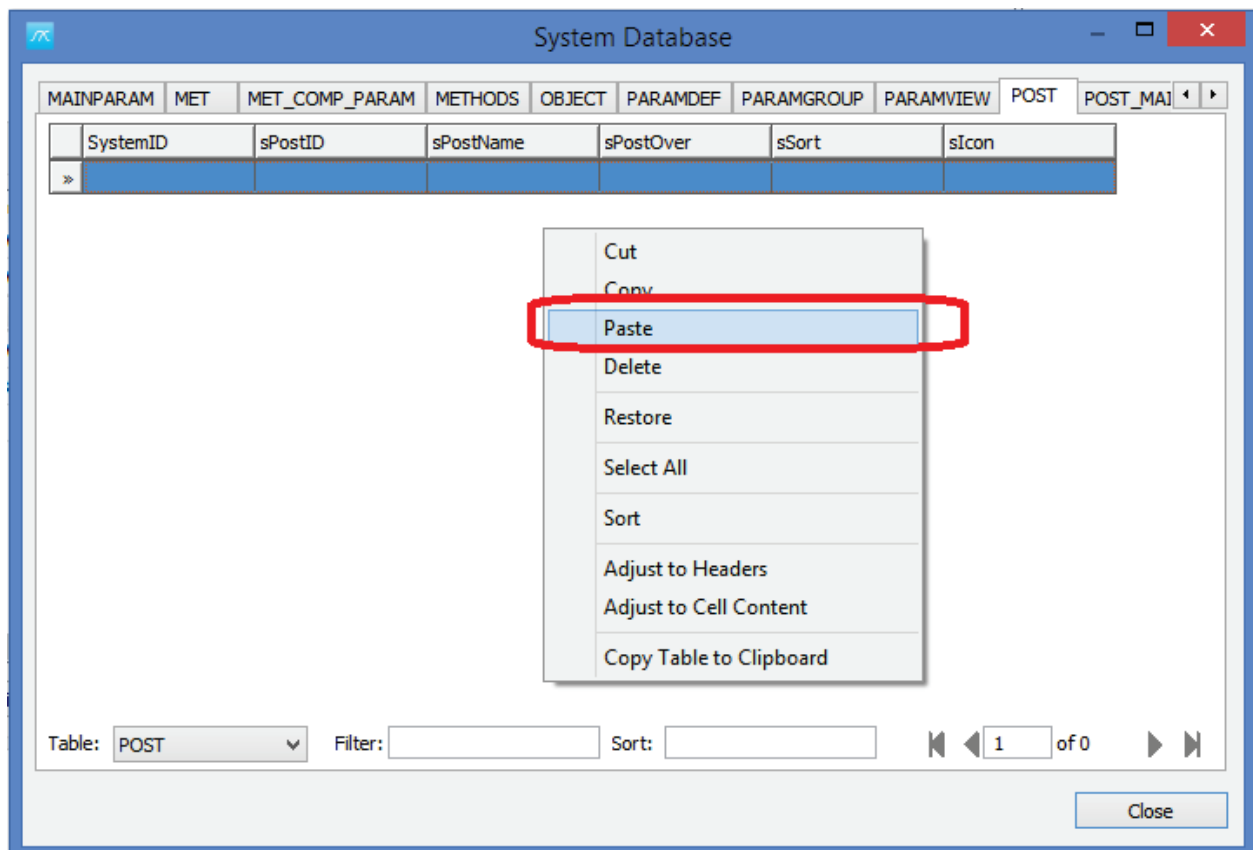 System Database
MAINPARAM MET MET_COMP_PARAM METHODS OBJECT PARAMDEF PARAMGROUP PARAMVIEW POST POST_MAI
SystemID sPostID sPostName sPostOver sSort sIcon
Cut
Copy
Paste
Delete
Restore
Select All
Sort
Adjust to Headers
Adjust to Cell Content
Copy Table to Clipboard
Table: POST Filter: Sort: 1 of 0
Close